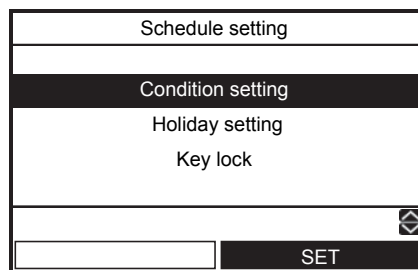 Schedule setting
Condition setting
Holiday setting
Key lock
SET